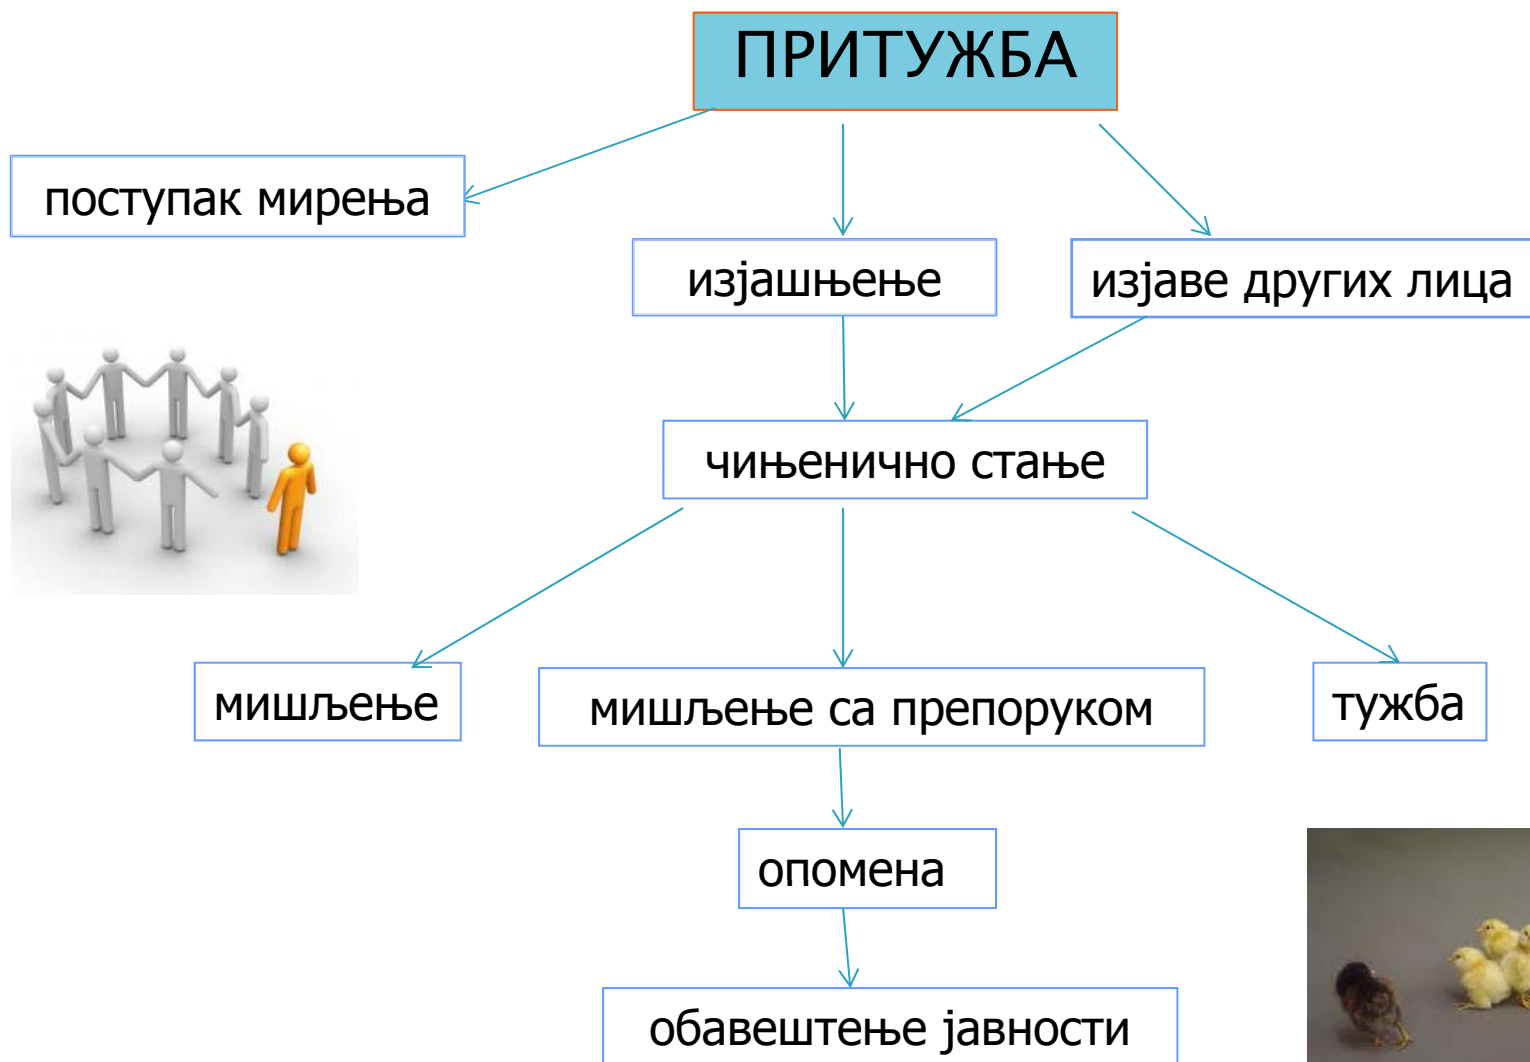 ПРИТУЖБА
поступак мирења
изјашњење
изјаве других лица
чињенично стање
мишљење
мишљење са препоруком
тужба
опомена
обавештење јавности